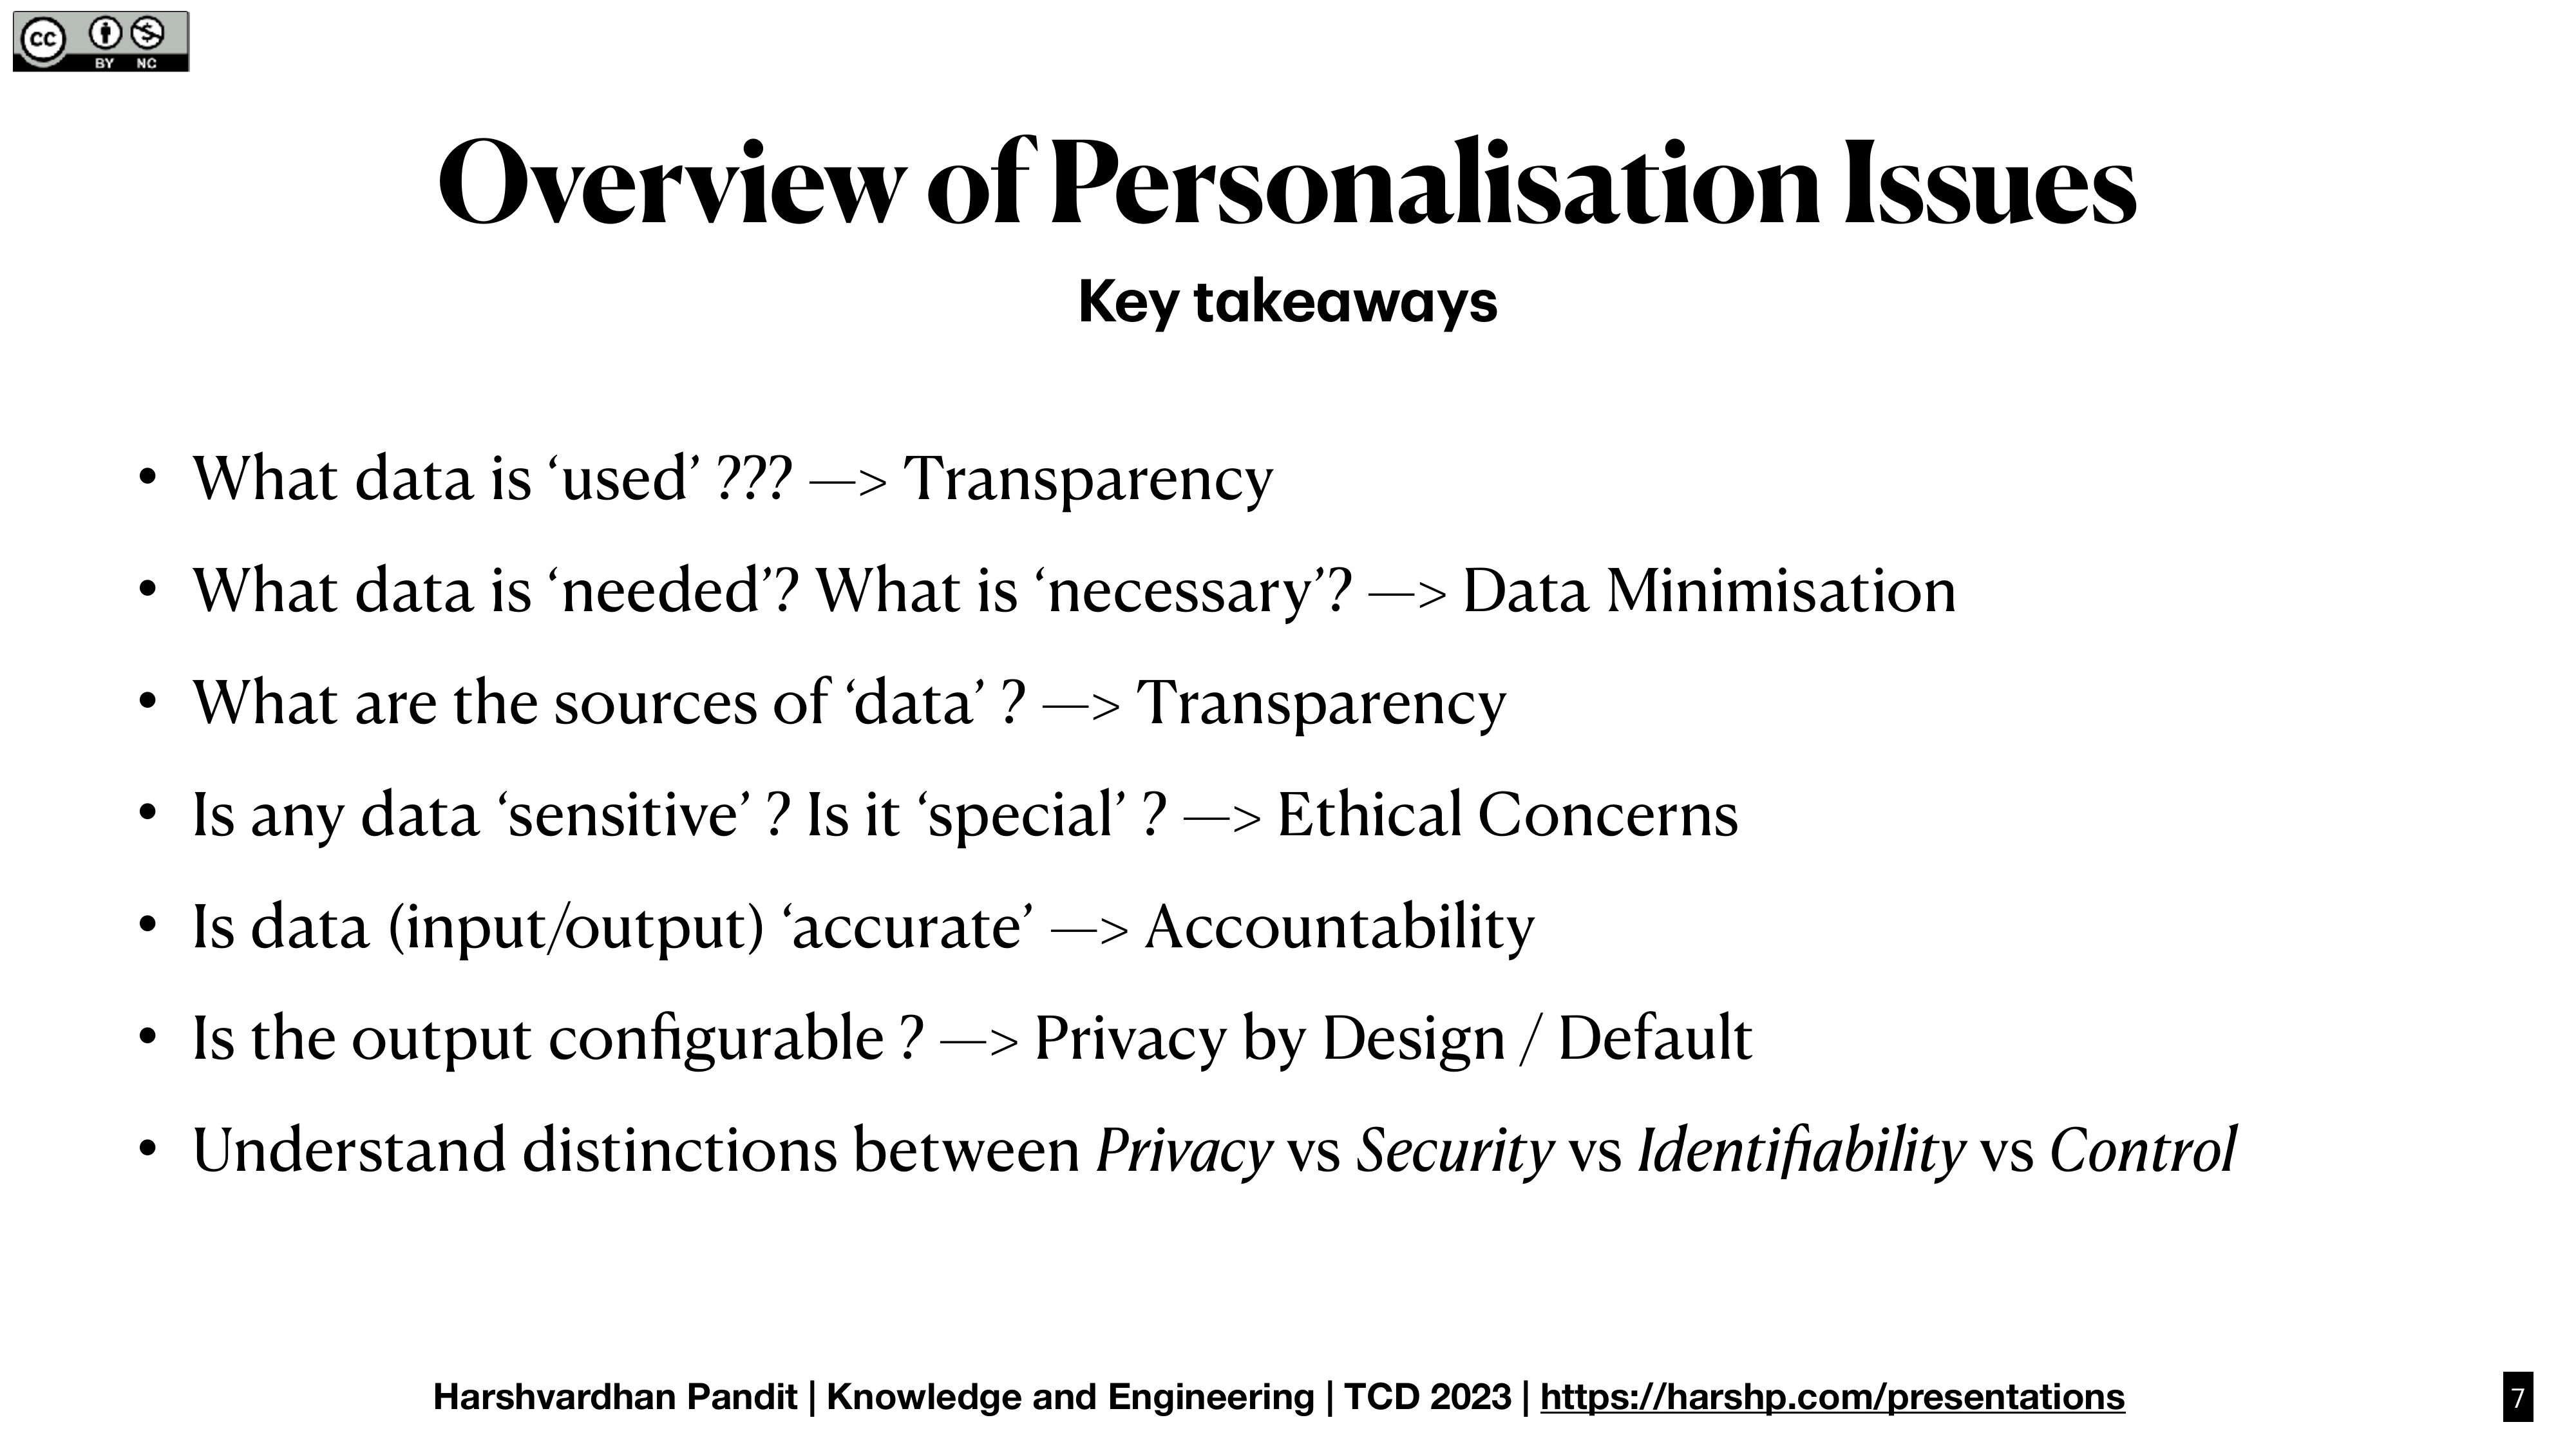 cc
BY NC
Overview of Personalisation Issues
Key takeaways
• What data is ‘used’ ??? —> Transparency
• What data is ‘needed’? What is ‘necessary’? —> Data Minimisation
• What are the sources of ‘data’ ? —> Transparency
• Is any data ‘sensitive’ ? Is it ‘special’ ? —> Ethical Concerns
• Is data (input/output) ‘accurate’ —> Accountability
• Is the output configurable ? —> Privacy by Design / Default
• Understand distinctions between Privacy vs Security vs Identifiability vs Control
Harshvardhan Pandit | Knowledge and Engineering | TCD 2023 | https://harshp.com/presentations
7